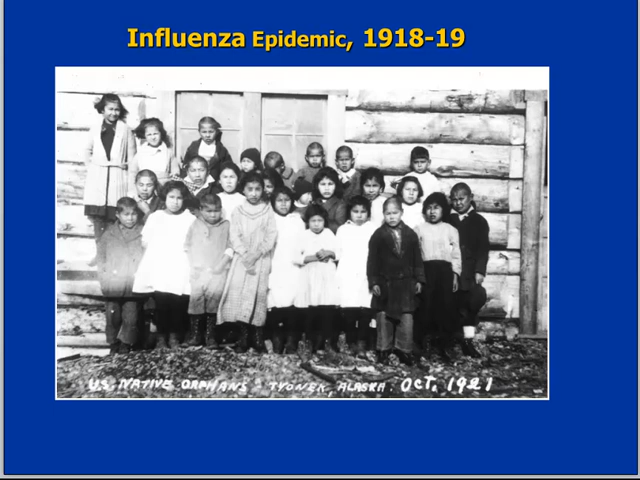 Influenza Epidemic, 1918-19
U.S. NATIVE ORPHANS - TYONEK, ALASKA. OCT. 1921